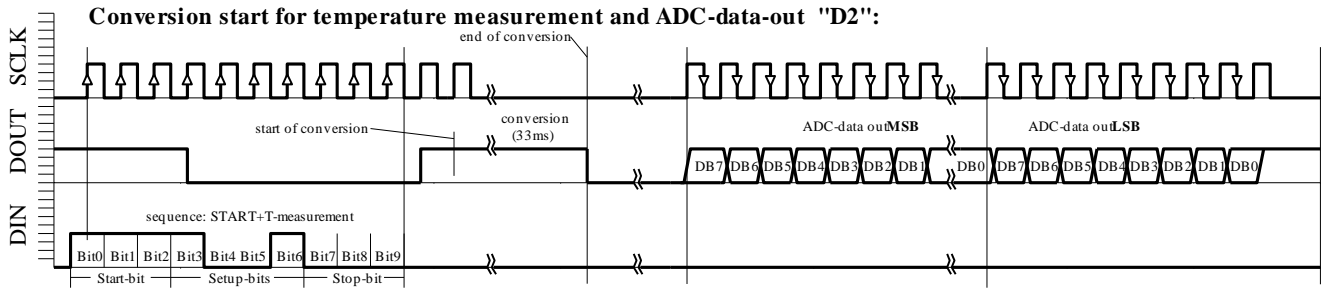 Conversion start for temperature measurement and ADC-data-out "D2":
end of conversion
SCLK
start of conversion
conversion
(33ms)
ADC-data out MSB
ADC-data out LSB
DOUT
DB7 DB6 DB5 DB4 DB3 DB2 DB1 DB0 DB7 DB6 DB5 DB4 DB3 DB2 DB1 DB0
sequence: START+T-measurement
DIN
Bit0 Bit1 Bit2 Bit3 Bit4 Bit5 Bit6 Bit7 Bit8 Bit9
Start-bit Setup-bits Stop-bit